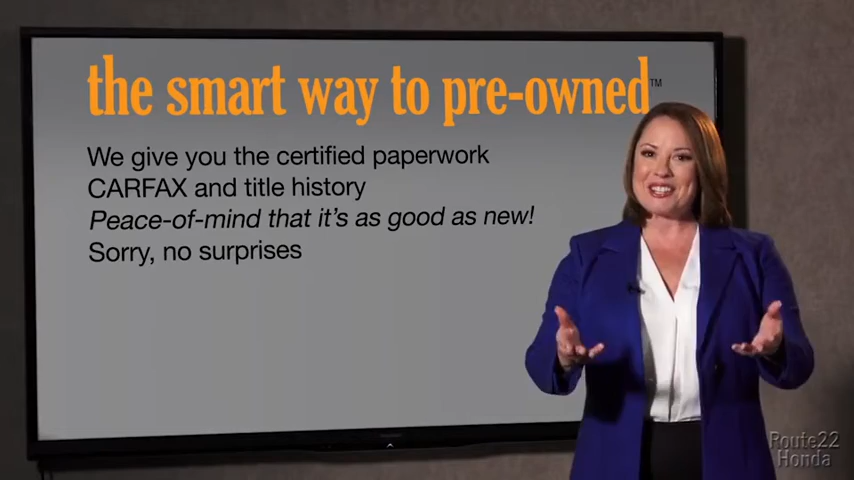 the smart way to pre-owned™
We give you the certified paperwork
CARFAX and title history
Peace-of-mind that it's as good as new!
Sorry, no surprises
Route22
Honda